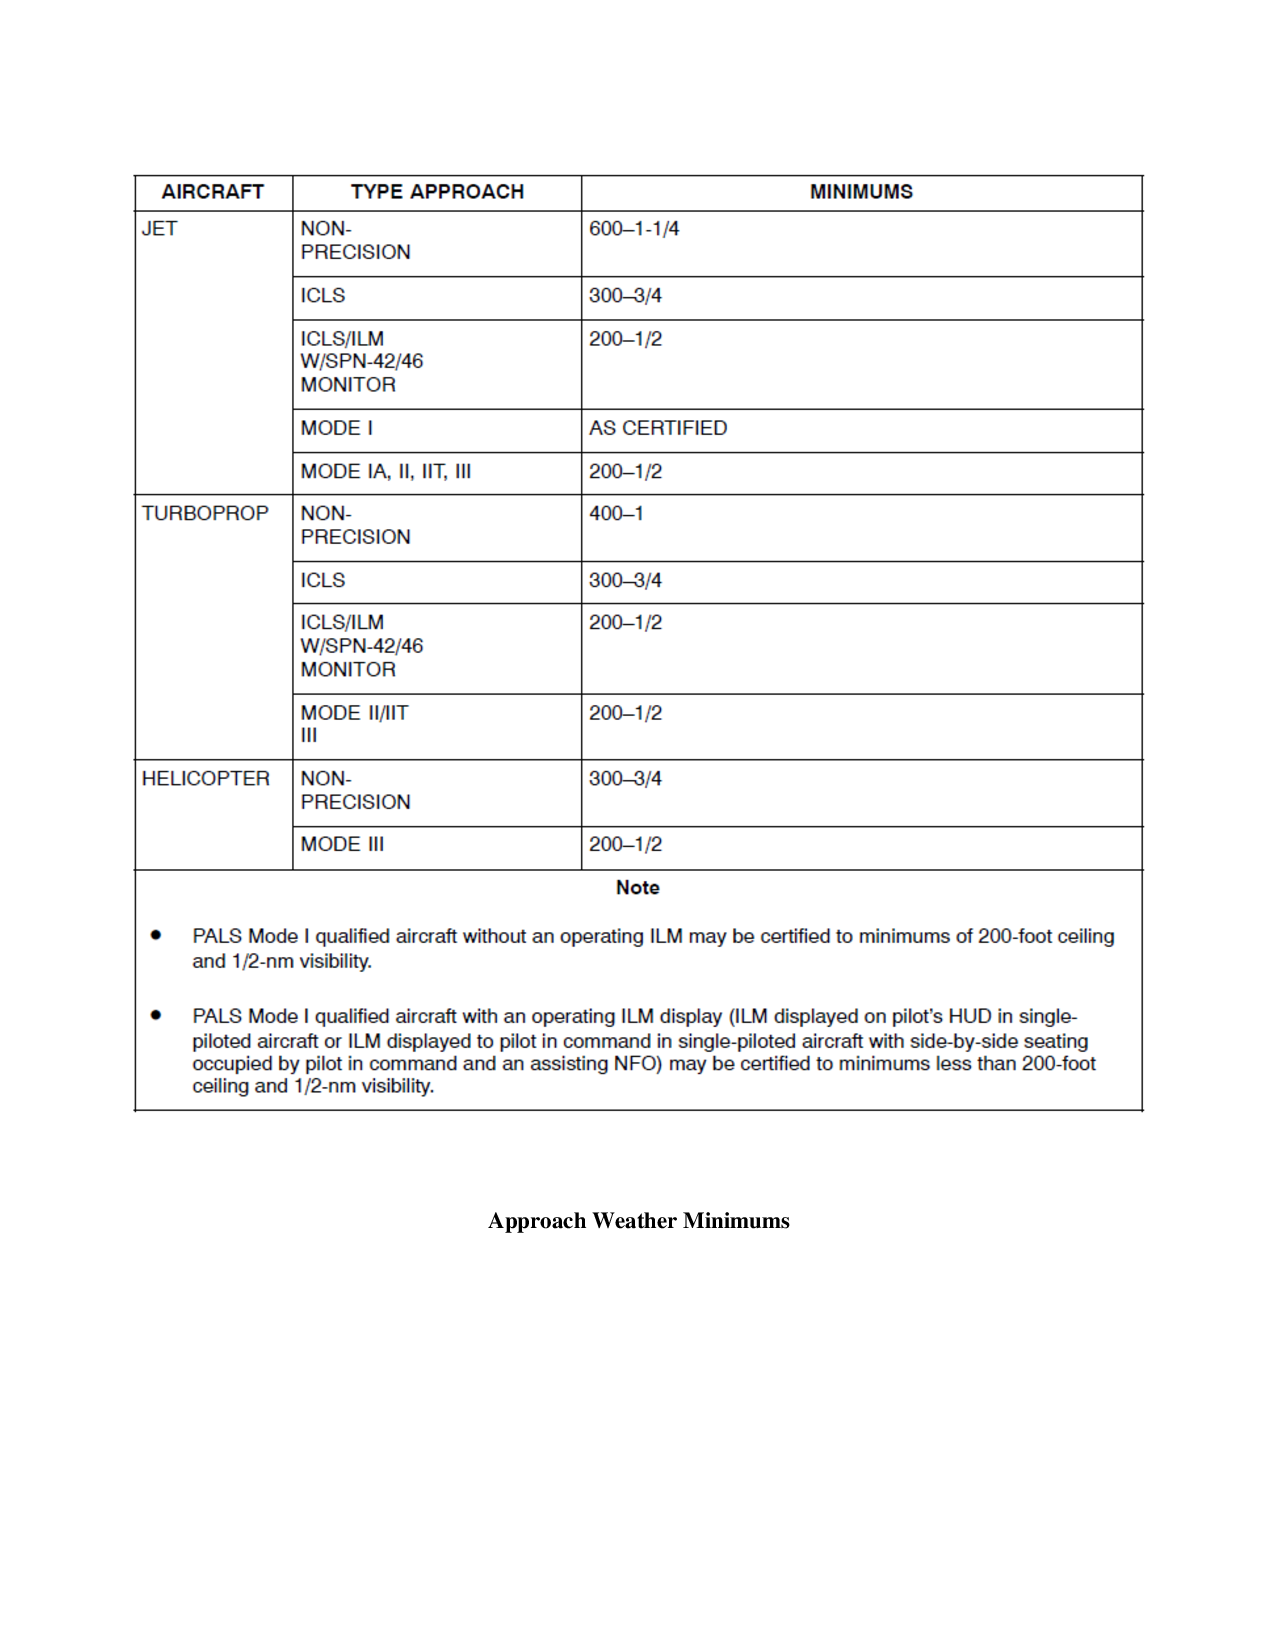 AIRCRAFT TYPE APPROACH MINIMUMS
JET NON- 600–1-1/4
PRECISION
ICLS 300–3/4
ICLS/ILM 200–1/2
W/SPN-42/46
MONITOR
MODE I AS CERTIFIED
MODE IA, II, IIT, III 200–1/2
TURBOPROP NON- 400–1
PRECISION
ICLS 300–3/4
ICLS/ILM 200–1/2
W/SPN-42/46
MONITOR
MODE II/IIT 200–1/2
III
HELICOPTER NON- 300–3/4
PRECISION
MODE III 200–1/2
Note
● PALS Mode I qualified aircraft without an operating ILM may be certified to minimums of 200-foot ceiling
and 1/2-nm visibility.
● PALS Mode I qualified aircraft with an operating ILM display (ILM displayed on pilot’s HUD in single-
piloted aircraft or ILM displayed to pilot in command in single-piloted aircraft with side-by-side seating
occupied by pilot in command and an assisting NFO) may be certified to minimums less than 200-foot
ceiling and 1/2-nm visibility.
Approach Weather Minimums